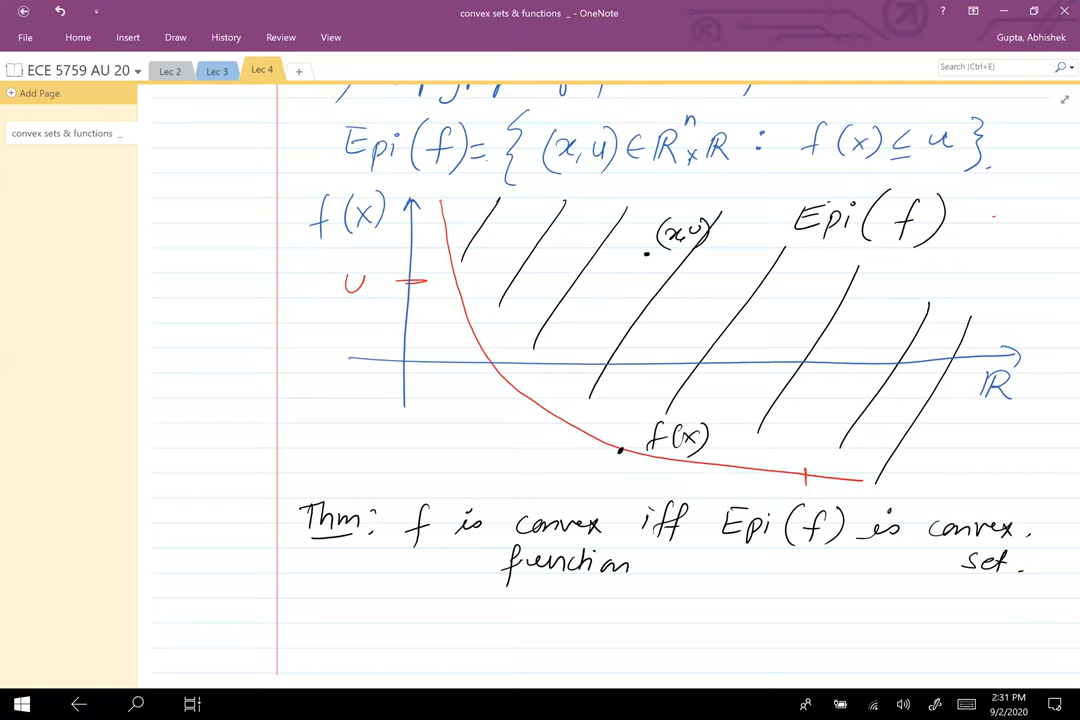 convex sets & functions _ - OneNote
File Home Insert Draw History Review View
Gupta, Abhishek
ECE 5759 AU 20 Lec 2 Lec 3 Lec 4
Search (Ctrl+E)
Add Page
convex sets & functions _
Epi(f) = { (x,u) ∈ ℝⁿ × ℝ : f(x) ≤ u }.
f(x)
(x,u)
Epi(f)
U
ℝ
f(x)
Thm: f is convex iff Epi(f) is convex.
function set.
2:31 PM
9/2/2020